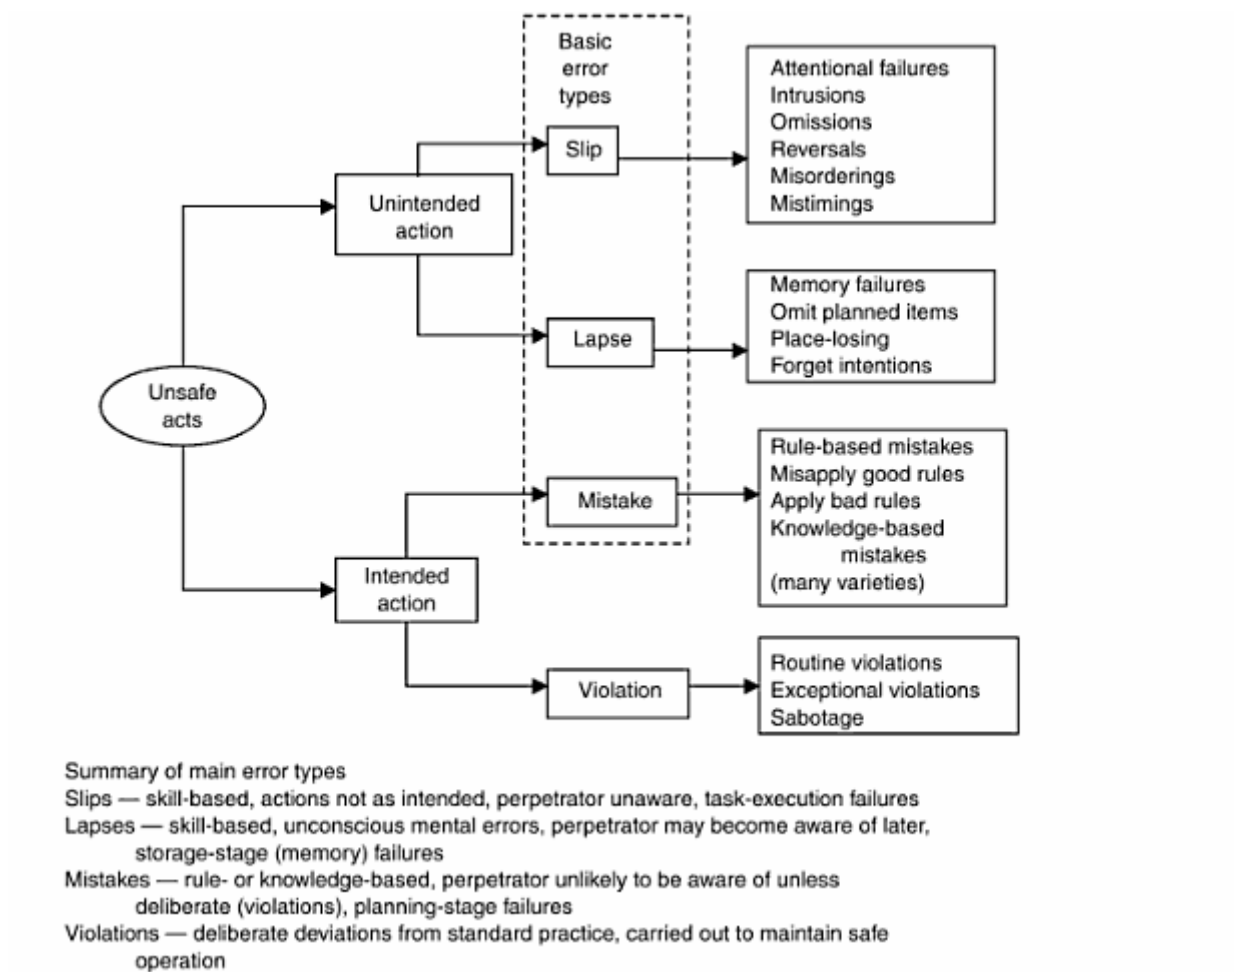 Basic
error
types
Attentional failures
Intrusions
Omissions
Reversals
Misorderings
Mistimings
Slip
Unintended
action
Memory failures
Omit planned items
Place-losing
Forget intentions
Lapse
Unsafe
acts
Rule-based mistakes
Misapply good rules
Apply bad rules
Knowledge-based
mistakes
(many varieties)
Mistake
Intended
action
Routine violations
Exceptional violations
Sabotage
Violation
Summary of main error types
Slips — skill-based, actions not as intended, perpetrator unaware, task-execution failures
Lapses — skill-based, unconscious mental errors, perpetrator may become aware of later,
storage-stage (memory) failures
Mistakes — rule- or knowledge-based, perpetrator unlikely to be aware of unless
deliberate (violations), planning-stage failures
Violations — deliberate deviations from standard practice, carried out to maintain safe
operation